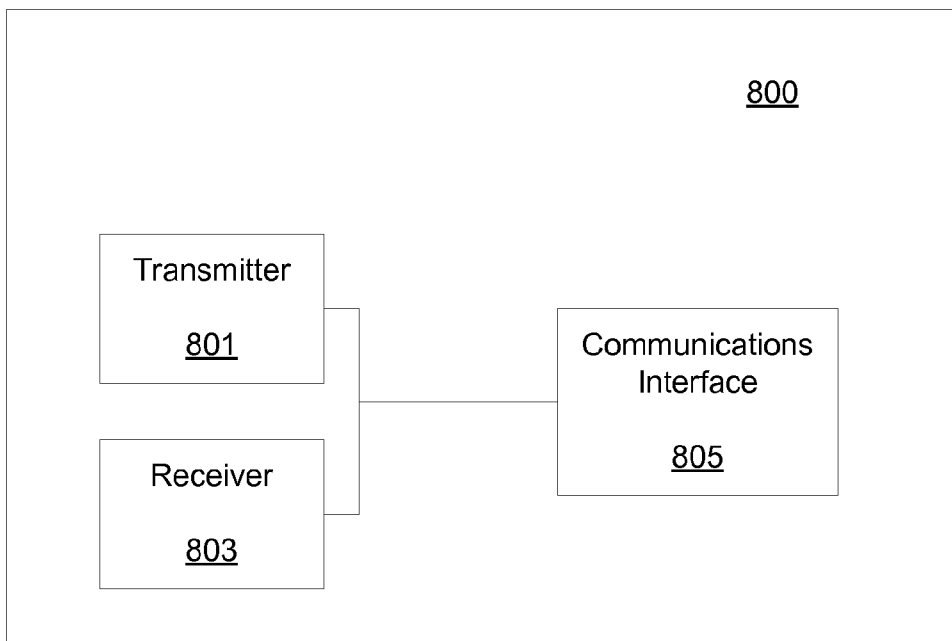 800
Transmitter
801
Communications
Interface
805
Receiver
803